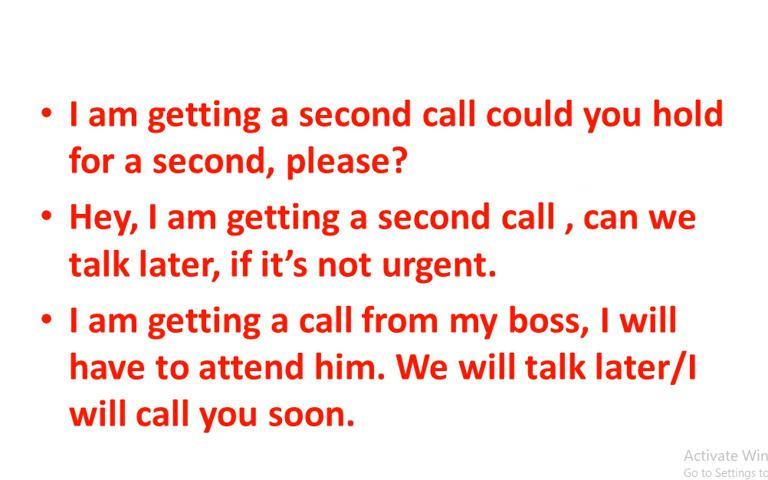 • I am getting a second call could you hold
for a second, please?
• Hey, I am getting a second call , can we
talk later, if it’s not urgent.
• I am getting a call from my boss, I will
have to attend him. We will talk later/I
will call you soon.
Activate Win
Go to Settings to